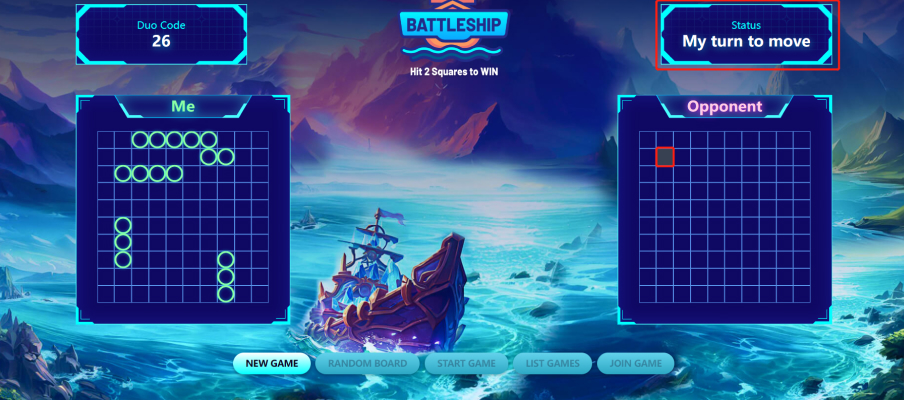 Duo Code
26
BATTLESHIP
Hit 2 Squares to WIN
Status
My turn to move
Me
Opponent
NEW GAME
RANDOM BOARD
START GAME
LIST GAMES
JOIN GAME